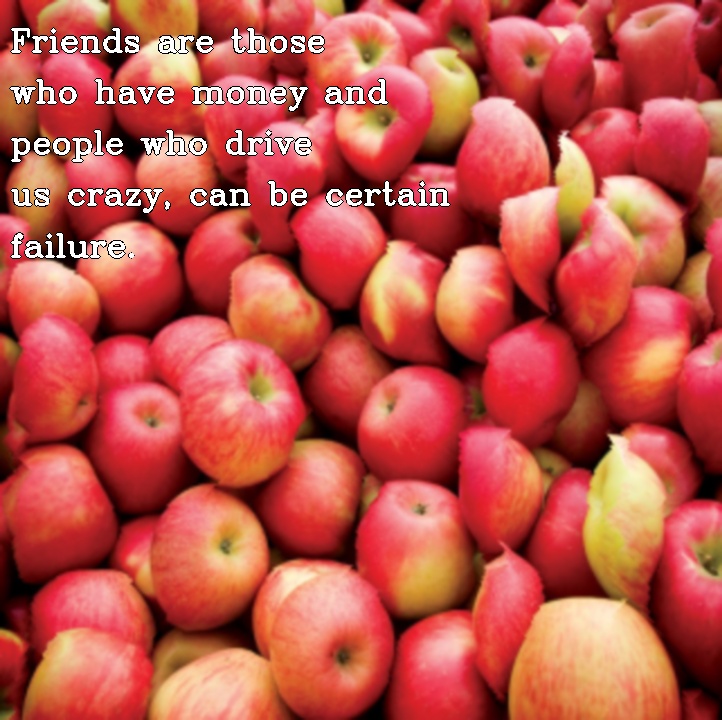 Friends are those
who have money and
people who drive
us crazy, can be certain
failure.